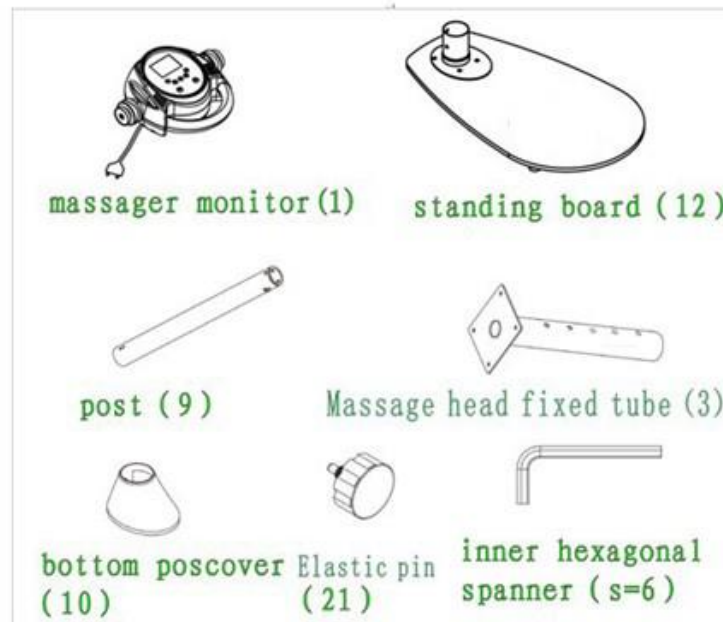 massager monitor(1)
standing board (12)
post (9)
Massage head fixed tube (3)
bottom poscover
(10)
Elastic pin
(21)
inner hexagonal
spanner (s=6)